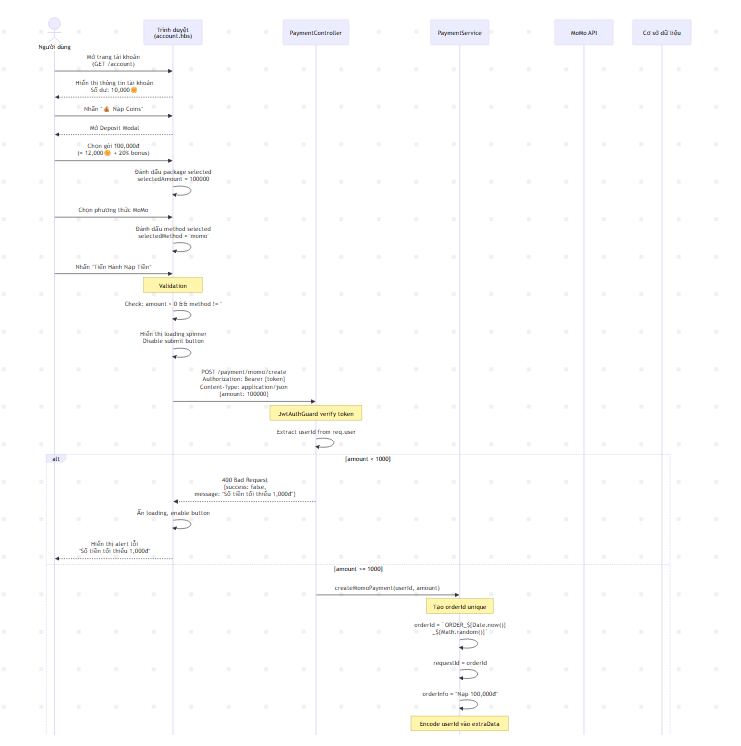 Người dùng
Trình duyệt
(account.hbs)
PaymentController
PaymentService
MoMo API
Cơ sở dữ liệu
Mở trang tài khoản
(GET /account)
Hiển thị thông tin tài khoản
Số dư: 10,000🪙
Nhấn "💰 Nạp Coins"
Mở Deposit Modal
Chọn gói 100,000đ
(= 12,000🪙 + 20% bonus)
Đánh dấu package selected
selectedAmount = 100000
Chọn phương thức MoMo
Đánh dấu method selected
selectedMethod = 'momo'
Nhấn "Tiến Hành Nạp Tiền"
Validation
Check: amount > 0 && method != ''
Hiển thị loading spinner
Disable submit button
POST /payment/momo/create
Authorization: Bearer {token}
Content-Type: application/json
{amount: 100000}
JwtAuthGuard verify token
Extract userId from req.user
alt
[amount < 1000]
400 Bad Request
{success: false,
message: "Số tiền tối thiểu 1,000đ"}
Ẩn loading, enable button
Hiển thị alert lỗi
"Số tiền tối thiểu 1,000đ"
[amount >= 1000]
createMomoPayment(userId, amount)
Tạo orderId unique
orderId = `ORDER_${Date.now()}
_${Math.random()}`
requestId = orderId
orderInfo = "Nạp 100,000đ"
Encode userId vào extraData